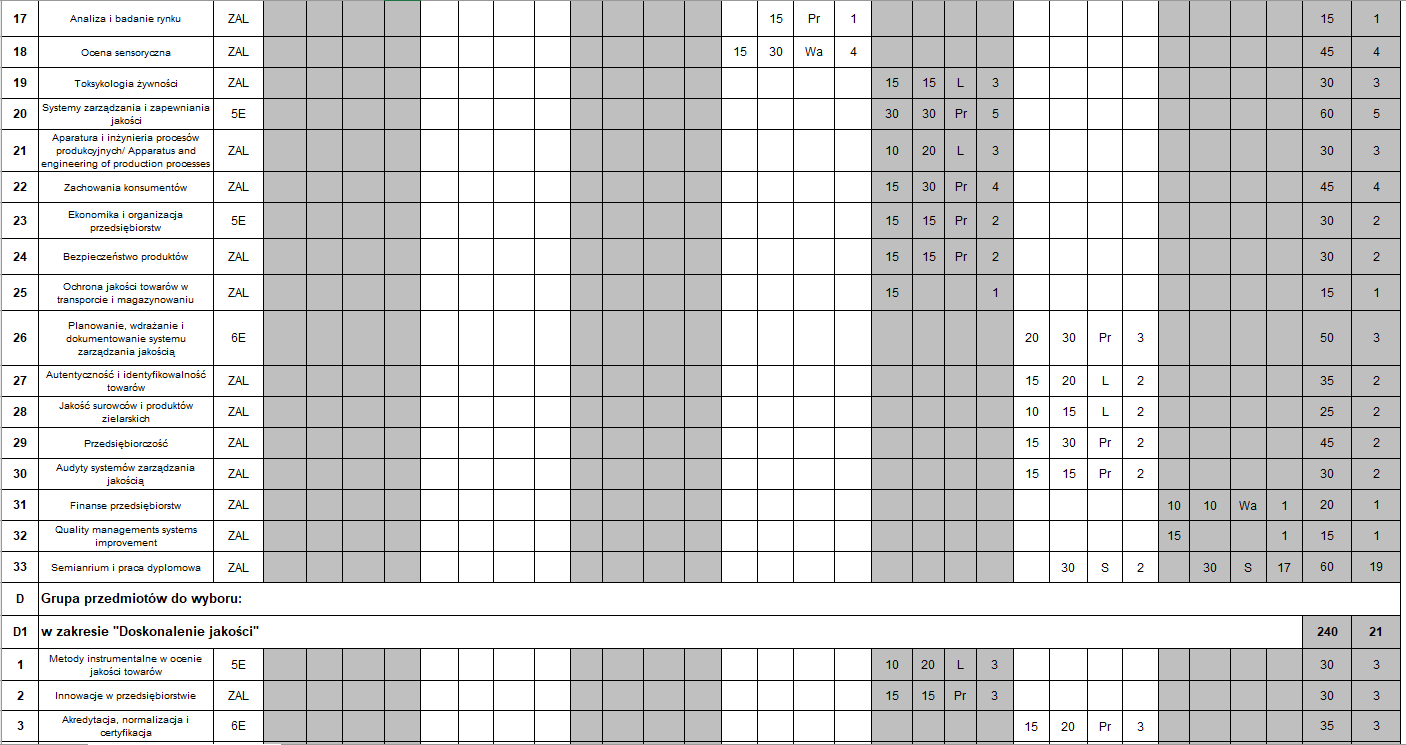 17 Analiza i badanie rynku ZAL 15 Pr 1 15 1
18 Ocena sensoryczna ZAL 15 30 Wa 4 45 4
19 Toksykologia żywności ZAL 15 15 L 3 30 3
20 Systemy zarządzania i zapewniania
jakości 5E 30 30 Pr 5 60 5
21 Aparatura i inżynieria procesów
produkcyjnych/ Apparatus and
engineering of production processes ZAL 10 20 L 3 30 3
22 Zachowania konsumentów ZAL 15 30 Pr 4 45 4
23 Ekonomika i organizacja
przedsiębiorstw 5E 15 15 Pr 2 30 2
24 Bezpieczeństwo produktów ZAL 15 15 Pr 2 30 2
25 Ochrona jakości towarów w
transporcie i magazynowaniu ZAL 15 1 15 1
26 Planowanie, wdrażanie i
dokumentowanie systemu
zarządzania jakością 6E 20 30 Pr 3 50 3
27 Autentyczność i identyfikowalność
towarów ZAL 15 20 L 2 35 2
28 Jakość surowców i produktów
zielarskich ZAL 10 15 L 2 25 2
29 Przedsiębiorczość ZAL 15 30 Pr 2 45 2
30 Audyty systemów zarządzania
jakością ZAL 15 15 Pr 2 30 2
31 Finanse przedsiębiorstw ZAL 10 10 Wa 1 20 1
32 Quality managements systems
improvement ZAL 15 1 15 1
33 Semianrium i praca dyplomowa ZAL 30 S 2 30 S 17 60 19
D Grupa przedmiotów do wyboru:
D1 w zakresie "Doskonalenie jakości" 240 21
1 Metody instrumentalne w ocenie
jakości towarów 5E 10 20 L 3 30 3
2 Innowacje w przedsiębiorstwie ZAL 15 15 Pr 3 30 3
3 Akredytacja, normalizacja i
certyfikacja 6E 15 20 Pr 3 35 3